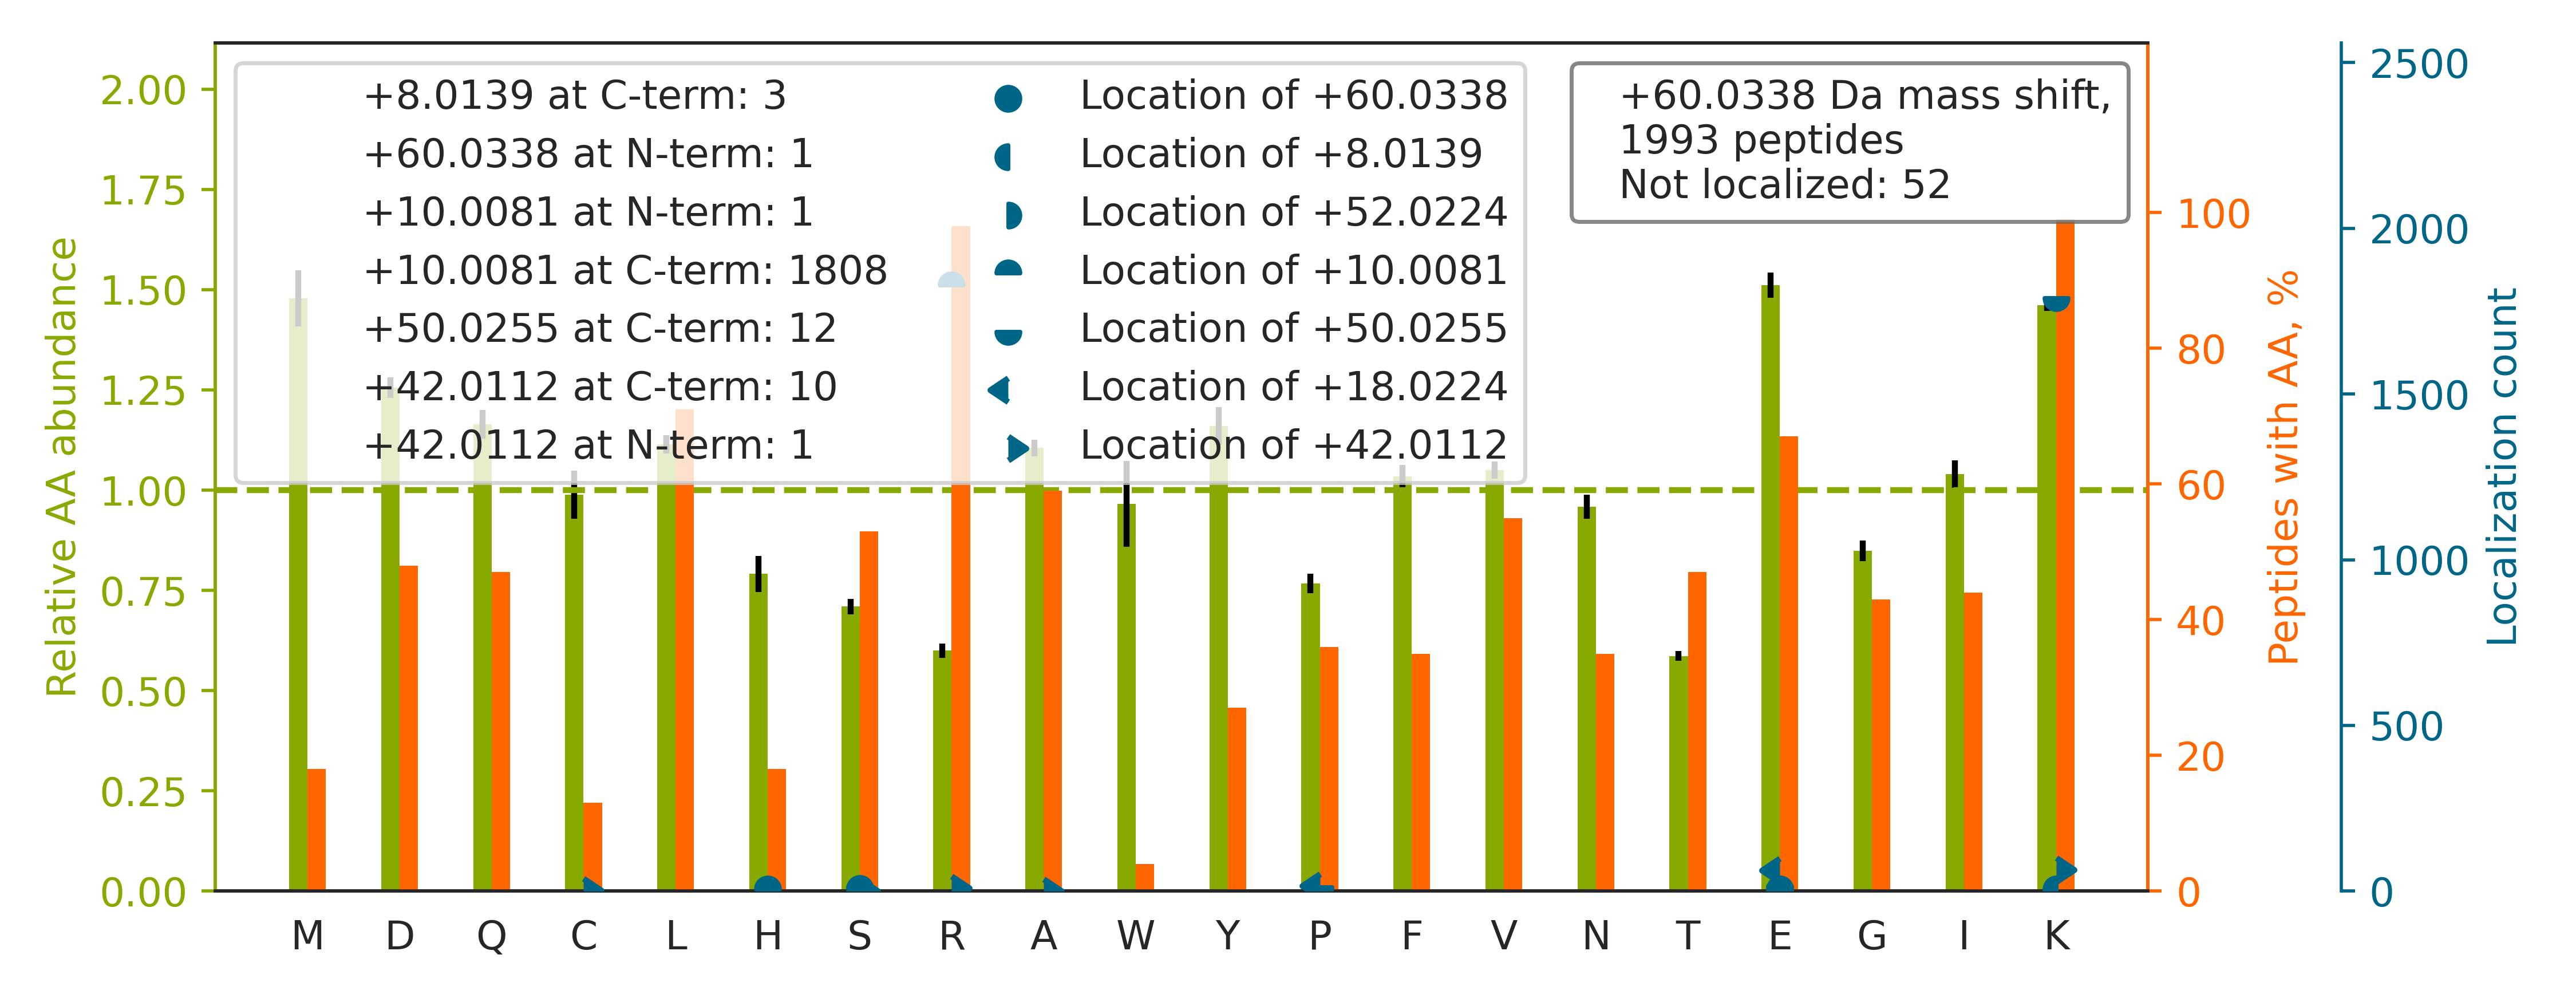 +8.0139 at C-term: 3
+60.0338 at N-term: 1
+10.0081 at N-term: 1
+10.0081 at C-term: 1808
+50.0255 at C-term: 12
+42.0112 at C-term: 10
+42.0112 at N-term: 1
Location of +60.0338
Location of +8.0139
Location of +52.0224
Location of +10.0081
Location of +50.0255
Location of +18.0224
Location of +42.0112
+60.0338 Da mass shift,
1993 peptides
Not localized: 52
Relative AA abundance
2.00
1.75
1.50
1.25
1.00
0.75
0.50
0.25
0.00
M D Q C L H S R A W Y P F V N T E G I K
100
80
60
40
20
0
Peptides with AA, %
2500
2000
1500
1000
500
0
Localization count